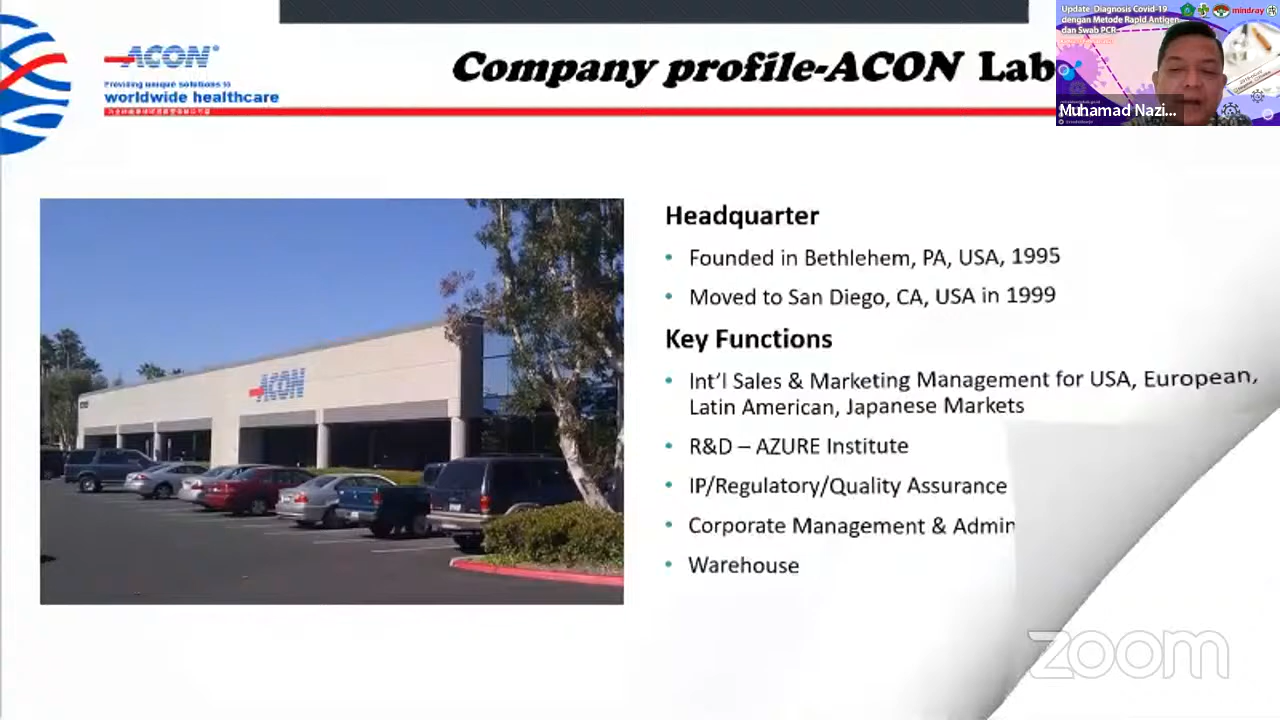 ACON®
Providing unique solutions to
worldwide healthcare
Company profile-ACON Lab
Update Diagnosis Covid-19
dengan Metode Rapid Antigen
dan Swab PCR
mindray
Muhamad Nazi...
ACON
Headquarter
• Founded in Bethlehem, PA, USA, 1995
• Moved to San Diego, CA, USA in 1999
Key Functions
• Int'l Sales & Marketing Management for USA, European,
Latin American, Japanese Markets
• R&D – AZURE Institute
• IP/Regulatory/Quality Assurance
• Corporate Management & Admin
• Warehouse
zoom